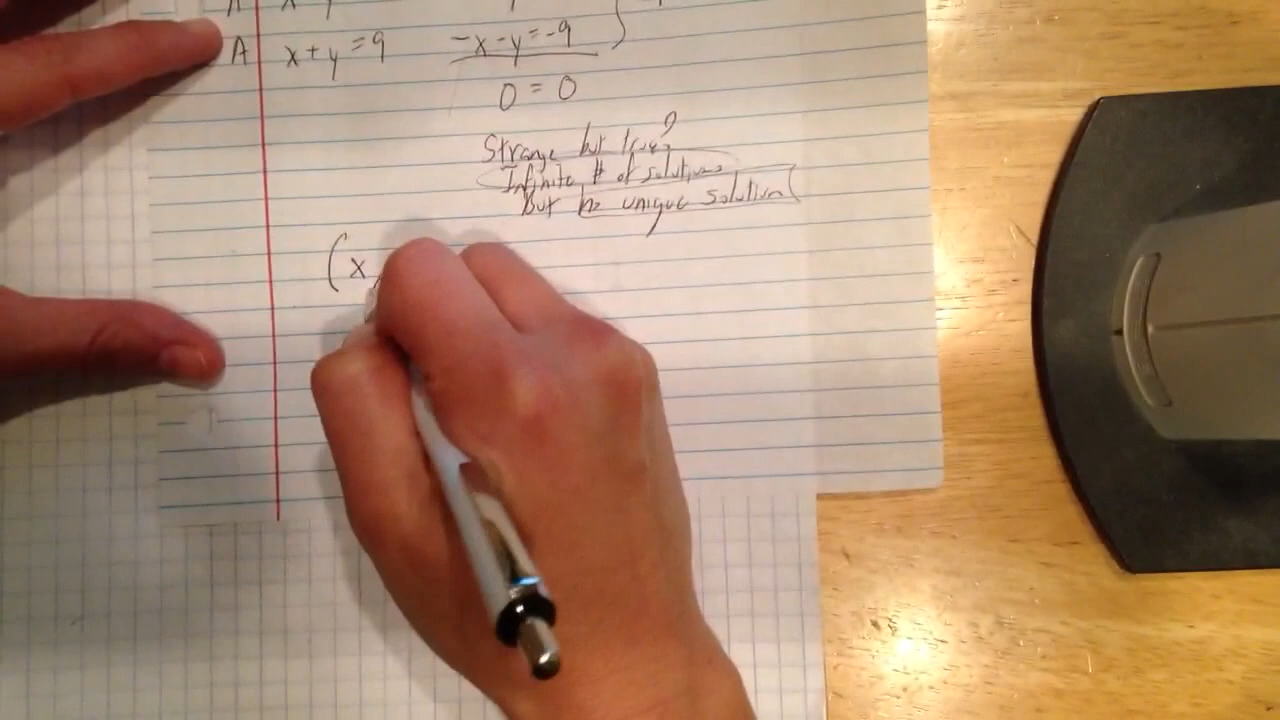 A x+y=9 -x-y=-9
0 = 0
Strange but true?
Infinite # of solutions
But no unique solution
(x,